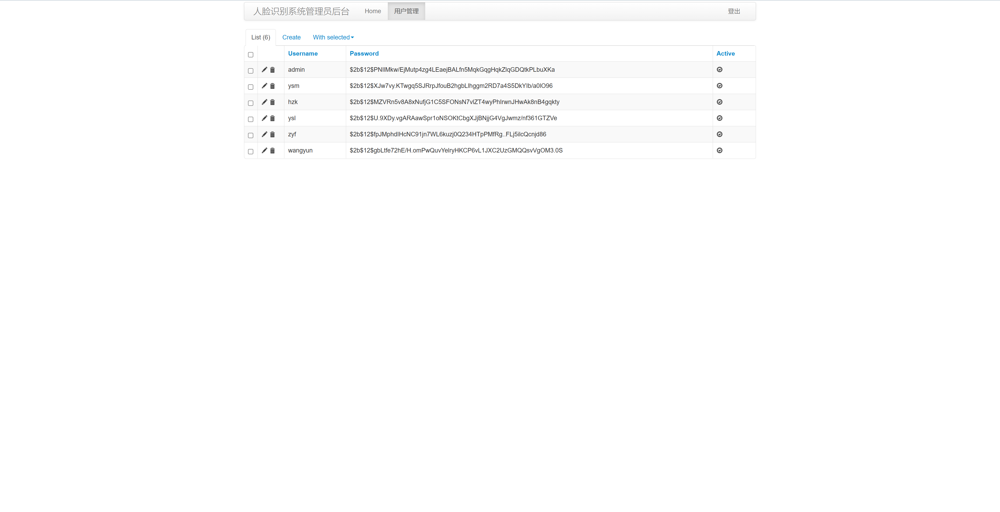 人脸识别系统管理员后台 Home 用户管理 登出
List (6) Create With selected
Username Password Active
admin $2b$12$PNIlMkw/EjMutp4zg4LEaejBALfn5MqkGqgHqkZlqGDQtkPLbuXKa
ysm $2b$12$XJw7vy.KTwgq5SJRrpJfouB2hgbLlhggm2RD7a4S5DkYIb/a0lO96
hzk $2b$12$MZVRn5v8A8xNufjG1C5SFONsN7vlZT4wyPhIrwnJHwAk8nB4gqkty
ysl $2b$12$U.9XDy.vgARAawSpr1oNSOKtCbgXJjBNjjG4VgJwmz/nf361GTZVe
zyf $2b$12$fpJMphdIHcNC91jn7WL6kuzj0Q234HTpPMfRg..FLj5ilcQcnjd86
wangyun $2b$12$gbLtfe72hE/H.omPwQuvYelryHKCP6vL1JXC2UzGMQQsvVgOM3.0S